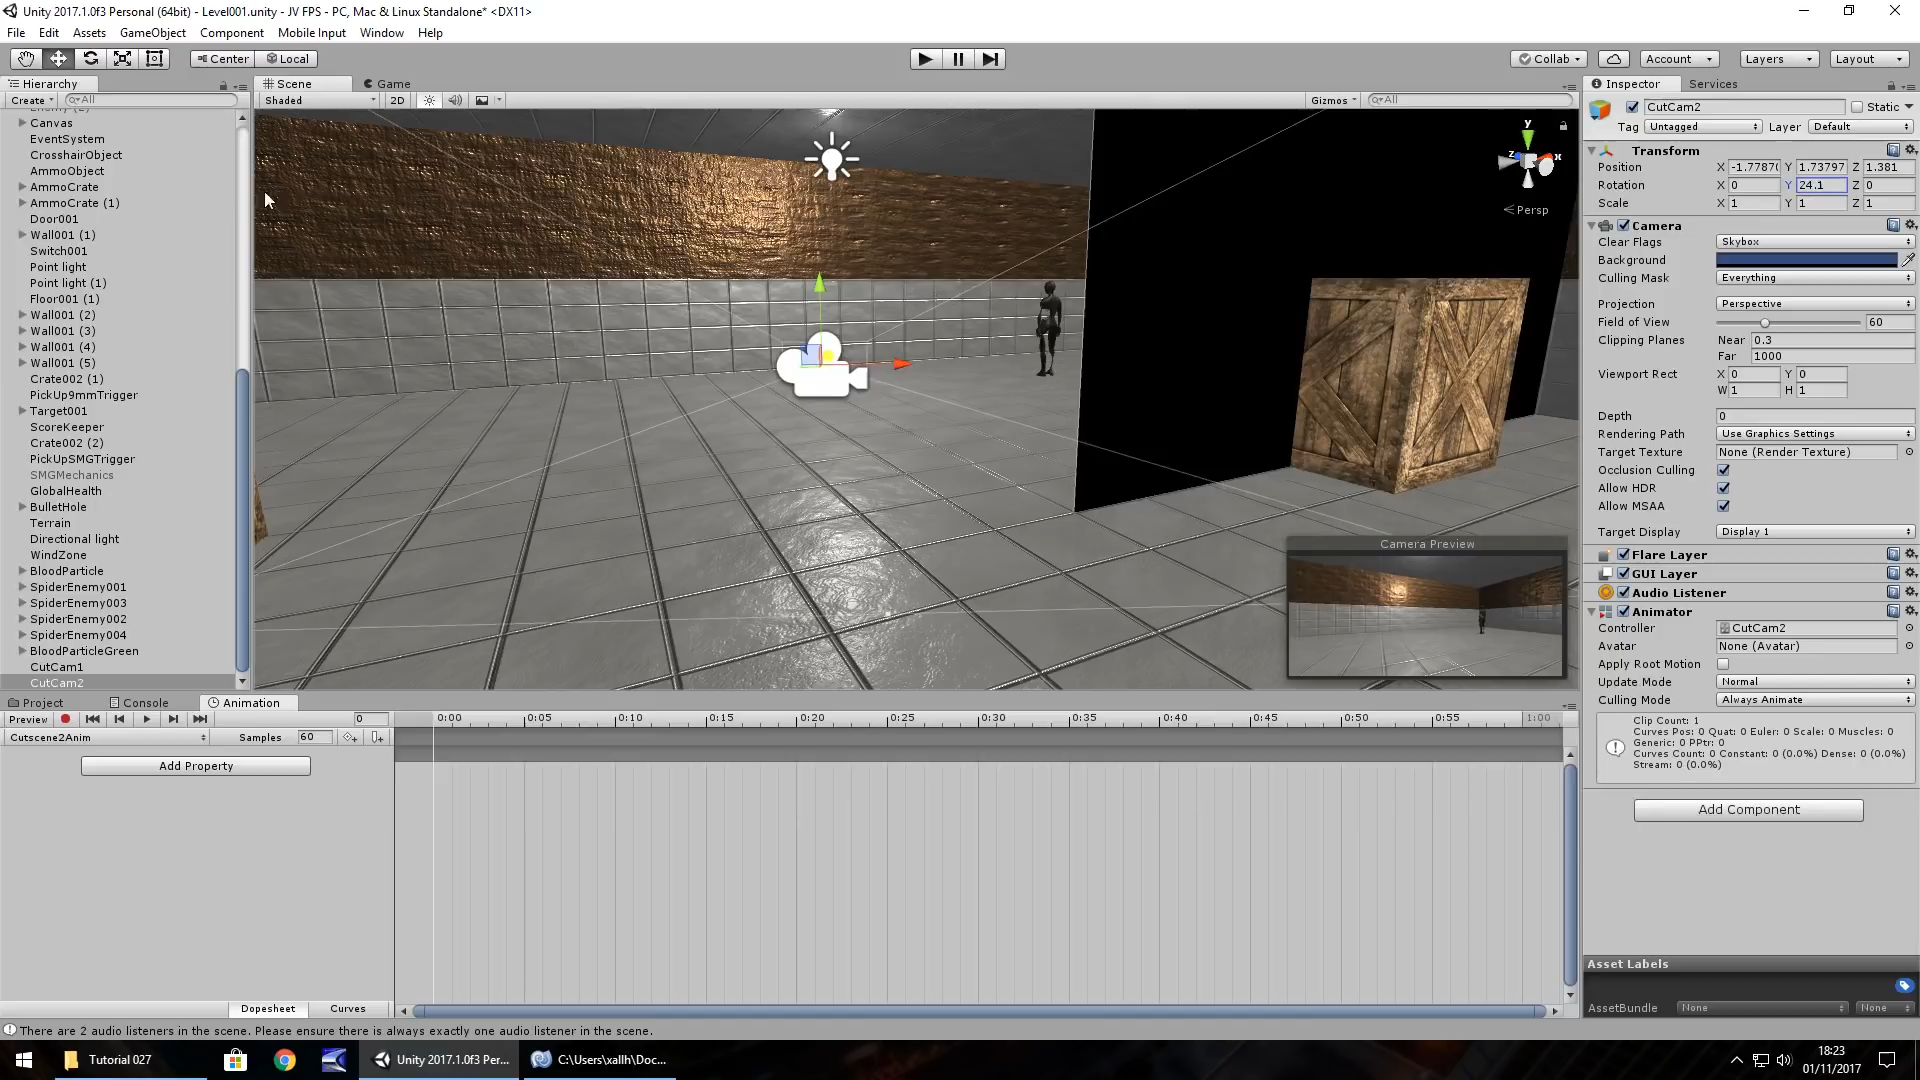 Unity 2017.1.0f3 Personal (64bit) - Level001.unity - JV FPS - PC, Mac & Linux Standalone* <DX11>
File Edit Assets GameObject Component Mobile Input Window Help
Center Local Collab Account Layers Layout
Hierarchy Scene Game Inspector Services
Create All Shaded 2D Gizmos All
CutCam2 Static
Tag Untagged Layer Default
Canvas
EventSystem
CrosshairObject
AmmoObject
AmmoCrate
AmmoCrate (1)
Door001
Wall001 (1)
Switch001
Point light
Point light (1)
Floor001 (1)
Wall001 (2)
Wall001 (3)
Wall001 (4)
Wall001 (5)
Crate002 (1)
PickUp9mmTrigger
Target001
ScoreKeeper
Crate002 (2)
PickUpSMGTrigger
SMGMechanics
GlobalHealth
BulletHole
Terrain
Directional light
WindZone
BloodParticle
SpiderEnemy001
SpiderEnemy003
SpiderEnemy002
SpiderEnemy004
BloodParticleGreen
CutCam1
CutCam2
y
z x
Persp
Camera Preview
Transform
Position X -1.7787 Y 1.73797 Z 1.381
Rotation X 0 Y 24.1 Z 0
Scale X 1 Y 1 Z 1
Camera
Clear Flags Skybox
Background
Culling Mask Everything
Projection Perspective
Field of View 60
Clipping Planes Near 0.3
Far 1000
Viewport Rect X 0 Y 0
W 1 H 1
Depth 0
Rendering Path Use Graphics Settings
Target Texture None (Render Texture)
Occlusion Culling
Allow HDR
Allow MSAA
Target Display Display 1
Flare Layer
GUI Layer
Audio Listener
Animator
Controller CutCam2
Avatar None (Avatar)
Apply Root Motion
Update Mode Normal
Culling Mode Always Animate
Clip Count: 1
Curves Pos: 0 Quat: 0 Euler: 0 Scale: 0 Muscles: 0
Generic: 0 PPtr: 0
Curves Count: 0 Constant: 0 (0.0%) Dense: 0 (0.0%)
Stream: 0 (0.0%)
Add Component
Asset Labels
AssetBundle None None
Project Console Animation
Preview 0 0:00 0:05 0:10 0:15 0:20 0:25 0:30 0:35 0:40 0:45 0:50 0:55 1:00
Cutscene2Anim Samples 60
Add Property
Dopesheet Curves
There are 2 audio listeners in the scene. Please ensure there is always exactly one audio listener in the scene.
Tutorial 027 Unity 2017.1.0f3 Per... C:\Users\xallh\Doc...
18:23
01/11/2017